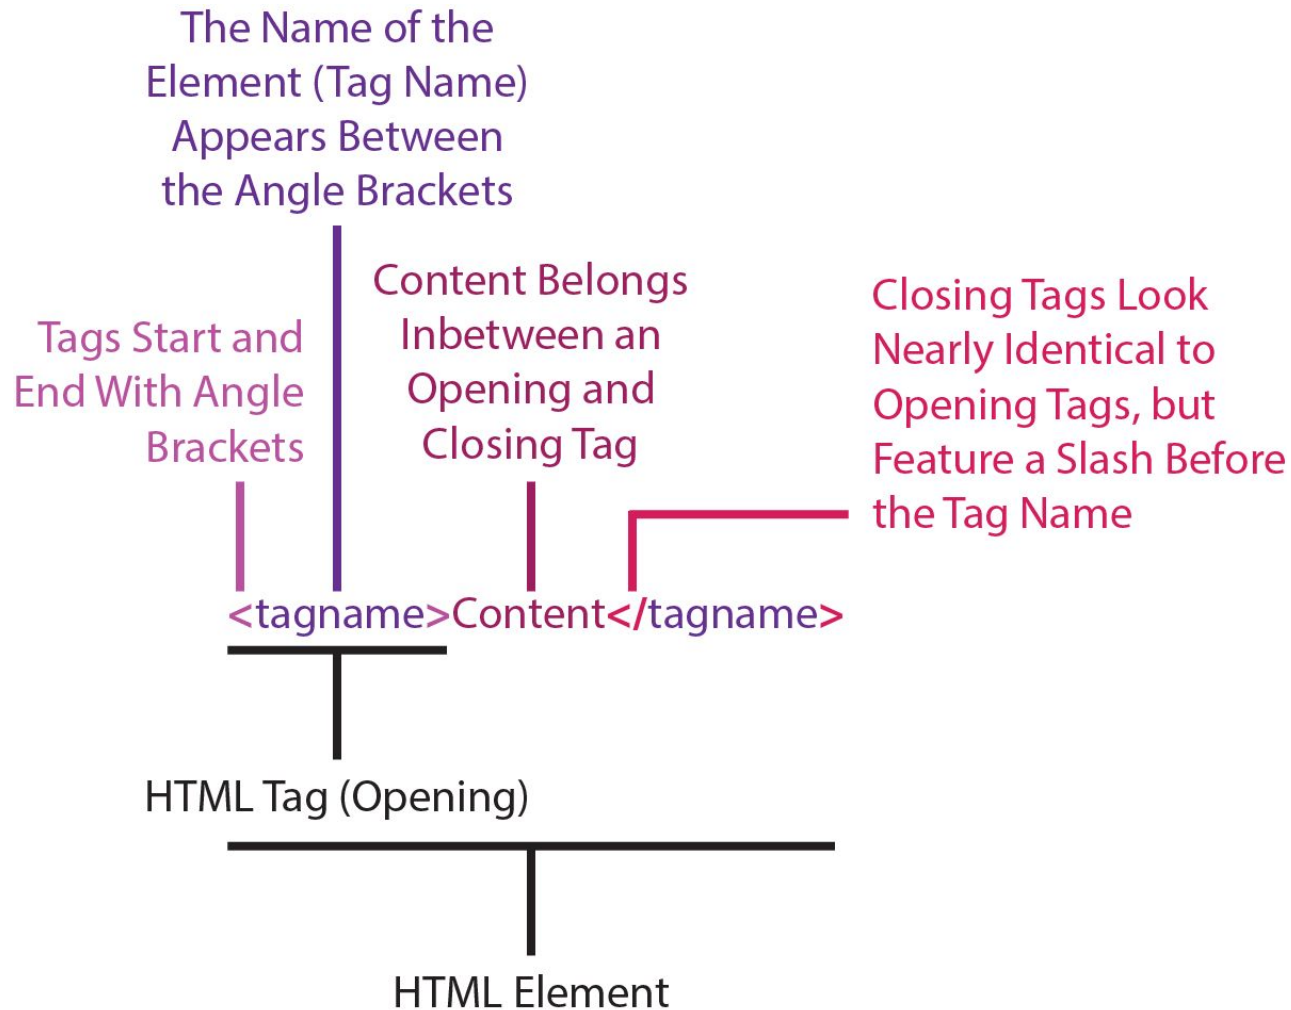 The Name of the
Element (Tag Name)
Appears Between
the Angle Brackets
Tags Start and
End With Angle
Brackets
Content Belongs
Inbetween an
Opening and
Closing Tag
Closing Tags Look
Nearly Identical to
Opening Tags, but
Feature a Slash Before
the Tag Name
<tagname>Content</tagname>
HTML Tag (Opening)
HTML Element